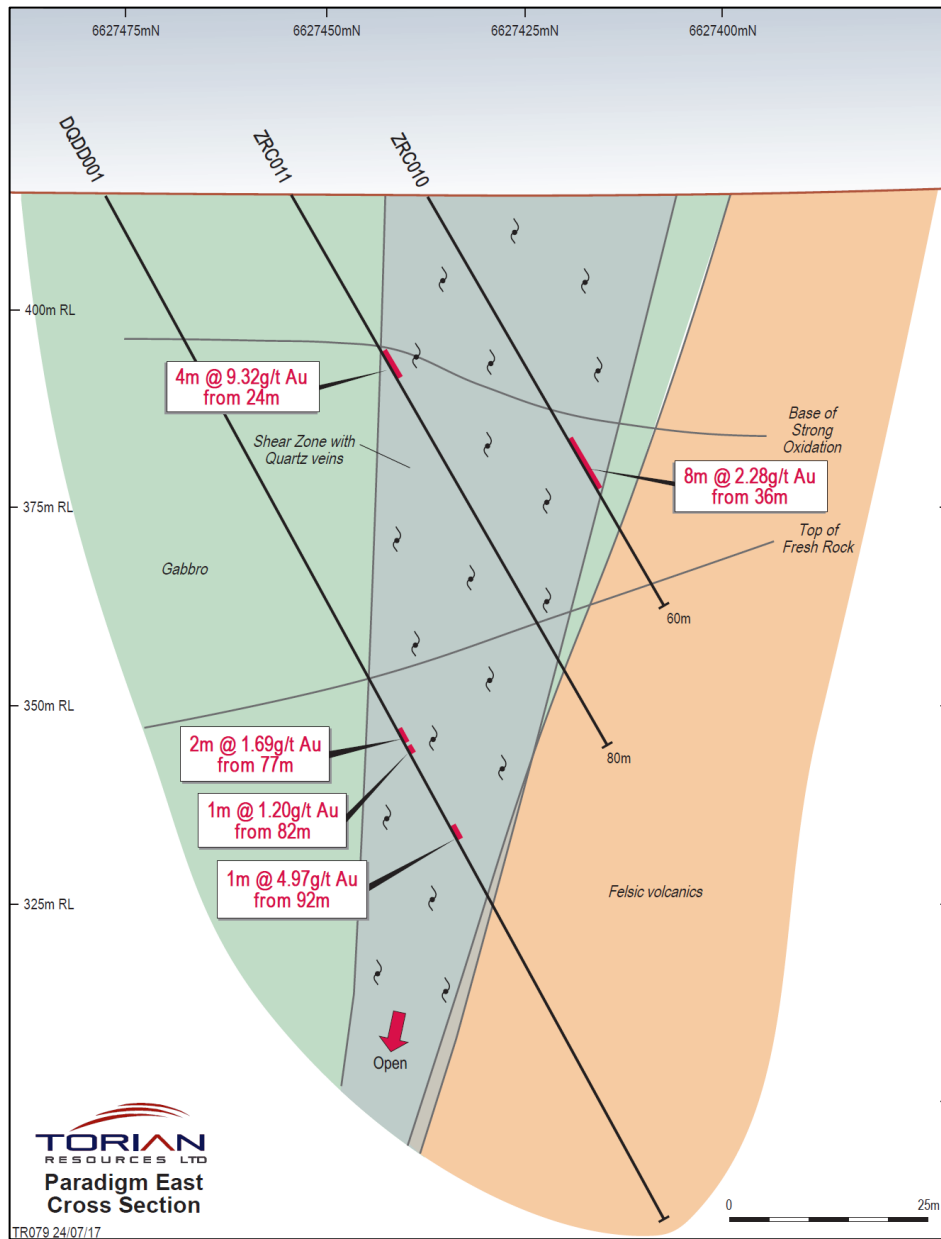 6627475mN
6627450mN
6627425mN
6627400mN
DQDD001
ZRC011
ZRC010
400m RL
4m @ 9.32g/t Au
from 24m
Base of
Strong
Oxidation
Shear Zone with
Quartz veins
8m @ 2.28g/t Au
from 36m
375m RL
Top of
Fresh Rock
Gabbro
60m
350m RL
2m @ 1.69g/t Au
from 77m
80m
1m @ 1.20g/t Au
from 82m
1m @ 4.97g/t Au
from 92m
Felsic volcanics
325m RL
Open
TORIAN
RESOURCES LTD
Paradigm East
Cross Section
0
25m
TR079 24/07/17